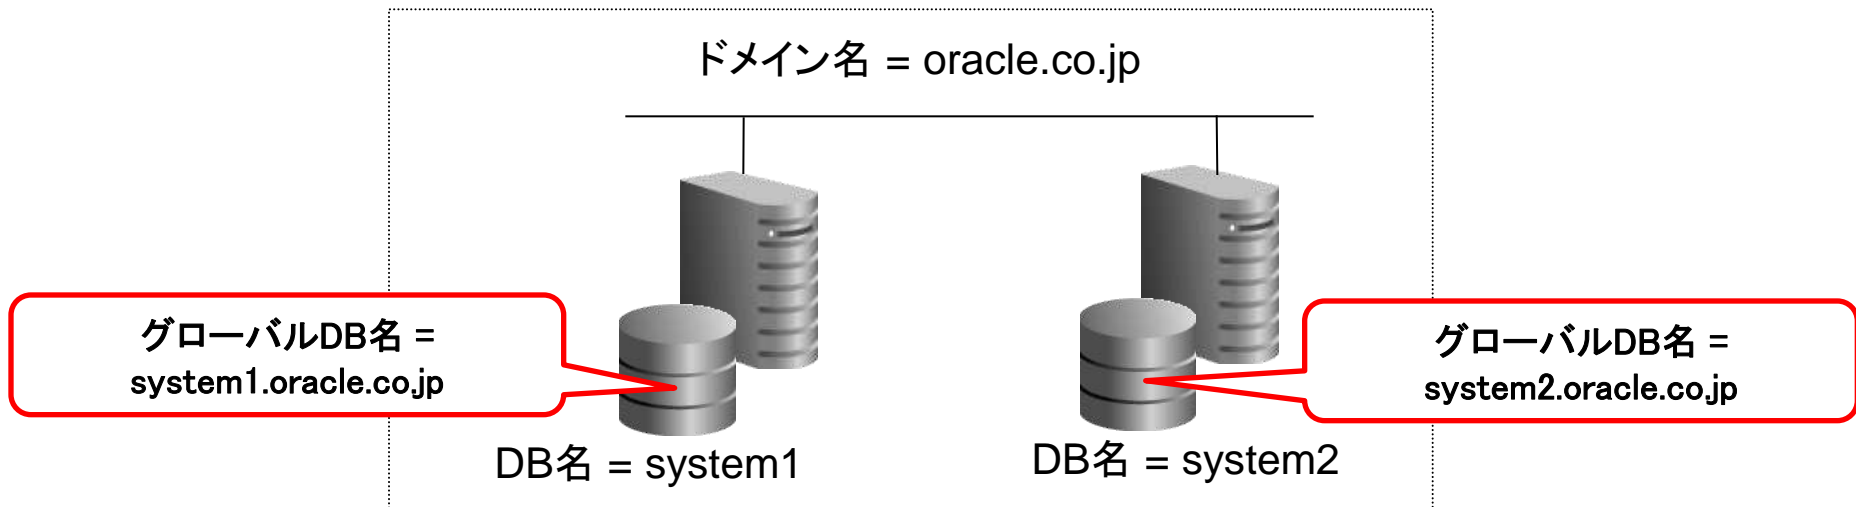 ドメイン名 = oracle.co.jp
グローバルDB名 =
system1.oracle.co.jp
グローバルDB名 =
system2.oracle.co.jp
DB名 = system1
DB名 = system2